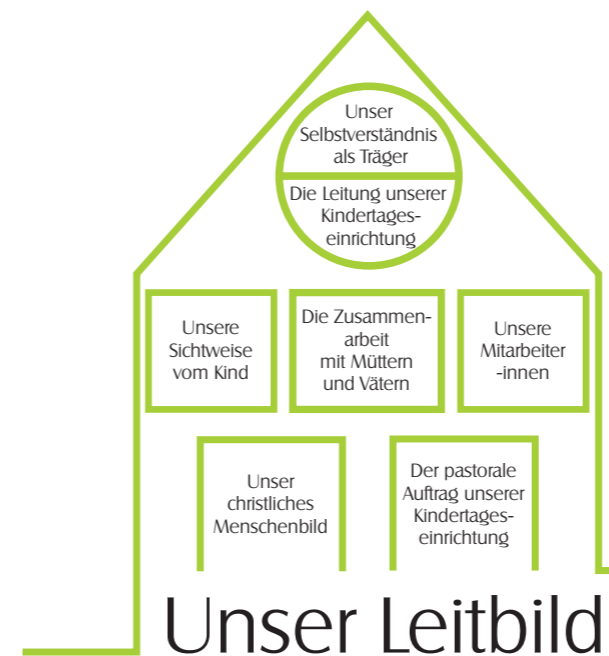 Unser
Selbstverständnis
als Träger
Die Leitung unserer
Kindertages-
einrichtung
Unsere
Sichtweise
vom Kind
Die Zusammen-
arbeit
mit Müttern
und Vätern
Unsere
Mitarbeiter
-innen
Unser
christliches
Menschenbild
Der pastorale
Auftrag unserer
Kindertages-
einrichtung
Unser Leitbild